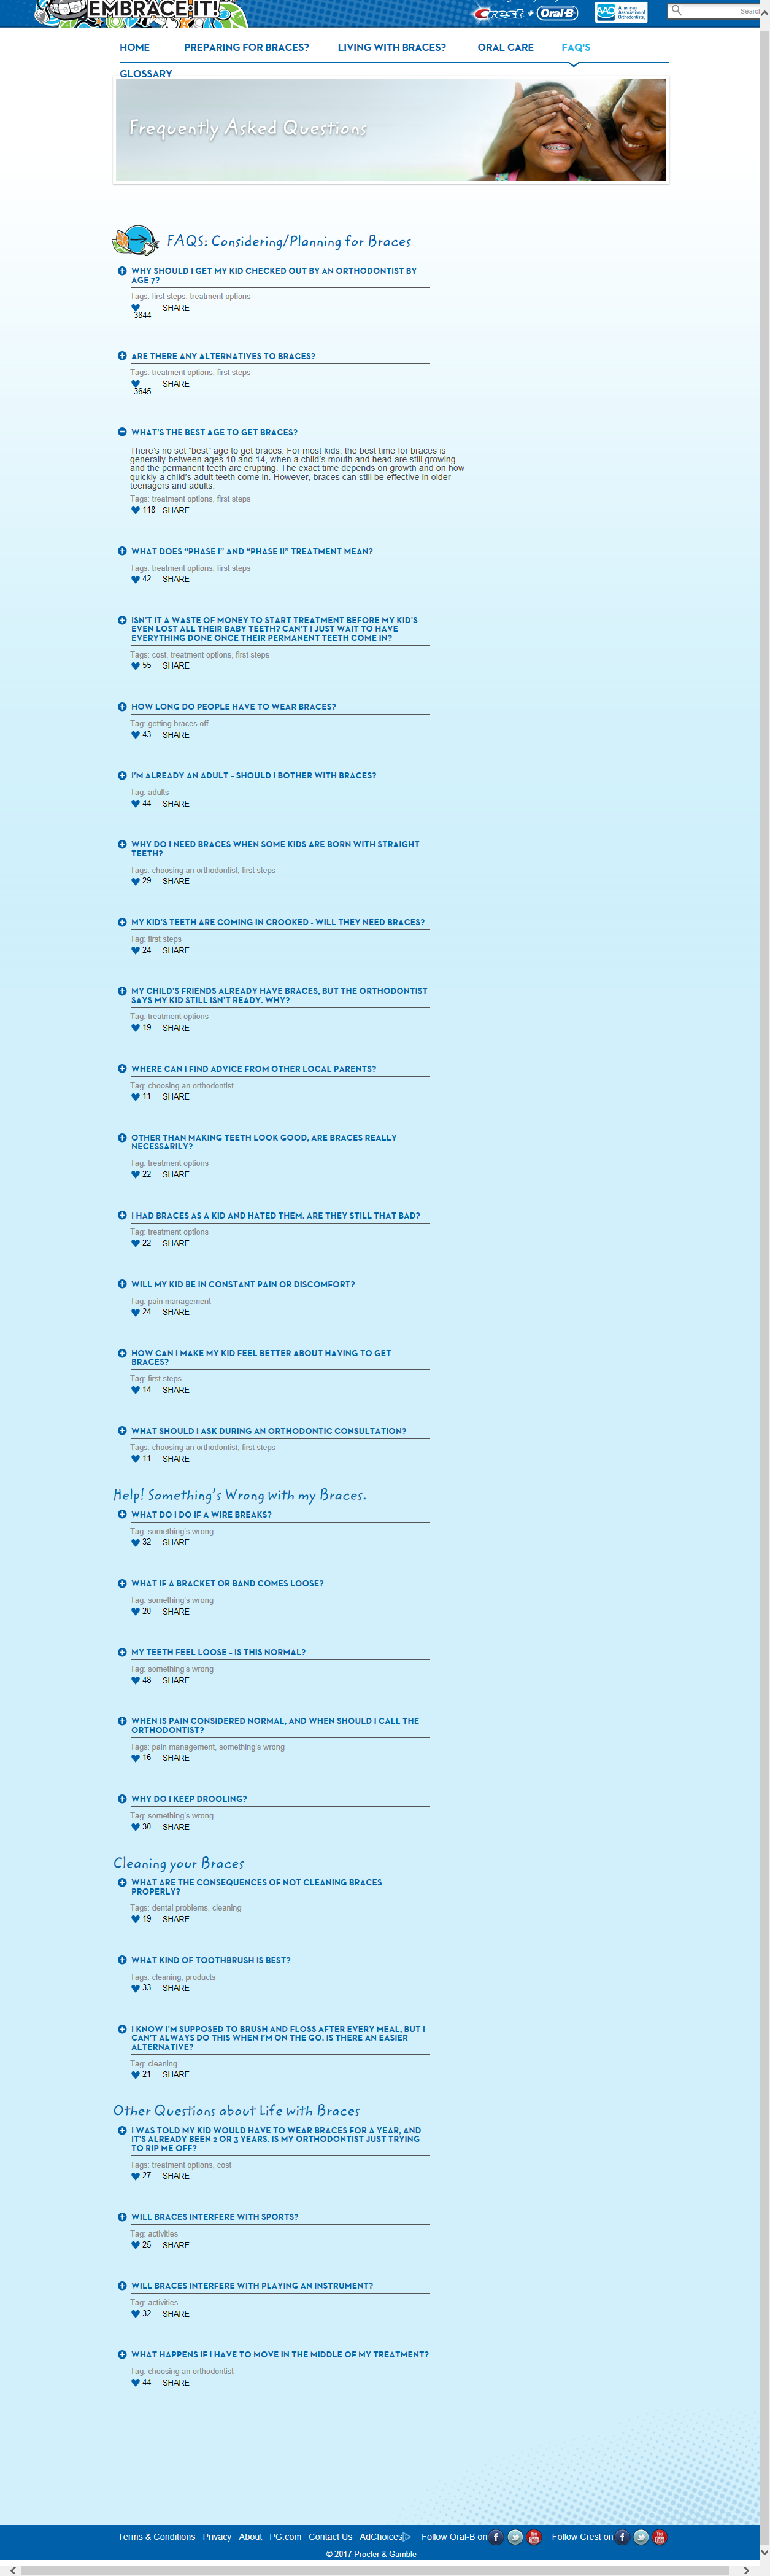 EMBRACE IT!
Crest + Oral-B
AAO American Association of Orthodontists
Search
HOME PREPARING FOR BRACES? LIVING WITH BRACES? ORAL CARE FAQ'S
GLOSSARY
Frequently Asked Questions
FAQS: Considering/Planning for Braces
WHY SHOULD I GET MY KID CHECKED OUT BY AN ORTHODONTIST BY
AGE 7?
Tags: first steps, treatment options
SHARE
3844
ARE THERE ANY ALTERNATIVES TO BRACES?
Tags: treatment options, first steps
SHARE
3645
WHAT'S THE BEST AGE TO GET BRACES?
There's no set "best" age to get braces. For most kids, the best time for braces is
generally between ages 10 and 14, when a child's mouth and head are still growing
and the permanent teeth are erupting. The exact time depends on growth and on how
quickly a child's adult teeth come in. However, braces can still be effective in older
teenagers and adults.
Tags: treatment options, first steps
118 SHARE
WHAT DOES "PHASE I" AND "PHASE II" TREATMENT MEAN?
Tags: treatment options, first steps
42 SHARE
ISN'T IT A WASTE OF MONEY TO START TREATMENT BEFORE MY KID'S
EVEN LOST ALL THEIR BABY TEETH? CAN'T I JUST WAIT TO HAVE
EVERYTHING DONE ONCE THEIR PERMANENT TEETH COME IN?
Tags: cost, treatment options, first steps
55 SHARE
HOW LONG DO PEOPLE HAVE TO WEAR BRACES?
Tag: getting braces off
43 SHARE
I'M ALREADY AN ADULT – SHOULD I BOTHER WITH BRACES?
Tag: adults
44 SHARE
WHY DO I NEED BRACES WHEN SOME KIDS ARE BORN WITH STRAIGHT
TEETH?
Tags: choosing an orthodontist, first steps
29 SHARE
MY KID'S TEETH ARE COMING IN CROOKED - WILL THEY NEED BRACES?
Tag: first steps
24 SHARE
MY CHILD'S FRIENDS ALREADY HAVE BRACES, BUT THE ORTHODONTIST
SAYS MY KID STILL ISN'T READY. WHY?
Tag: treatment options
19 SHARE
WHERE CAN I FIND ADVICE FROM OTHER LOCAL PARENTS?
Tag: choosing an orthodontist
11 SHARE
OTHER THAN MAKING TEETH LOOK GOOD, ARE BRACES REALLY
NECESSARILY?
Tag: treatment options
22 SHARE
I HAD BRACES AS A KID AND HATED THEM. ARE THEY STILL THAT BAD?
Tag: treatment options
22 SHARE
WILL MY KID BE IN CONSTANT PAIN OR DISCOMFORT?
Tag: pain management
24 SHARE
HOW CAN I MAKE MY KID FEEL BETTER ABOUT HAVING TO GET
BRACES?
Tag: first steps
14 SHARE
WHAT SHOULD I ASK DURING AN ORTHODONTIC CONSULTATION?
Tags: choosing an orthodontist, first steps
11 SHARE
Help! Something's Wrong with my Braces.
WHAT DO I DO IF A WIRE BREAKS?
Tag: something's wrong
32 SHARE
WHAT IF A BRACKET OR BAND COMES LOOSE?
Tag: something's wrong
20 SHARE
MY TEETH FEEL LOOSE – IS THIS NORMAL?
Tag: something's wrong
48 SHARE
WHEN IS PAIN CONSIDERED NORMAL, AND WHEN SHOULD I CALL THE
ORTHODONTIST?
Tags: pain management, something's wrong
16 SHARE
WHY DO I KEEP DROOLING?
Tag: something's wrong
30 SHARE
Cleaning your Braces
WHAT ARE THE CONSEQUENCES OF NOT CLEANING BRACES
PROPERLY?
Tags: dental problems, cleaning
19 SHARE
WHAT KIND OF TOOTHBRUSH IS BEST?
Tags: cleaning, products
33 SHARE
I KNOW I'M SUPPOSED TO BRUSH AND FLOSS AFTER EVERY MEAL, BUT I
CAN'T ALWAYS DO THIS WHEN I'M ON THE GO. IS THERE AN EASIER
ALTERNATIVE?
Tag: cleaning
21 SHARE
Other Questions about Life with Braces
I WAS TOLD MY KID WOULD HAVE TO WEAR BRACES FOR A YEAR, AND
IT'S ALREADY BEEN 2 OR 3 YEARS. IS MY ORTHODONTIST JUST TRYING
TO RIP ME OFF?
Tags: treatment options, cost
27 SHARE
WILL BRACES INTERFERE WITH SPORTS?
Tag: activities
25 SHARE
WILL BRACES INTERFERE WITH PLAYING AN INSTRUMENT?
Tag: activities
32 SHARE
WHAT HAPPENS IF I HAVE TO MOVE IN THE MIDDLE OF MY TREATMENT?
Tag: choosing an orthodontist
44 SHARE
Terms & Conditions Privacy About PG.com Contact Us AdChoices Follow Oral-B on Follow Crest on
© 2017 Procter & Gamble